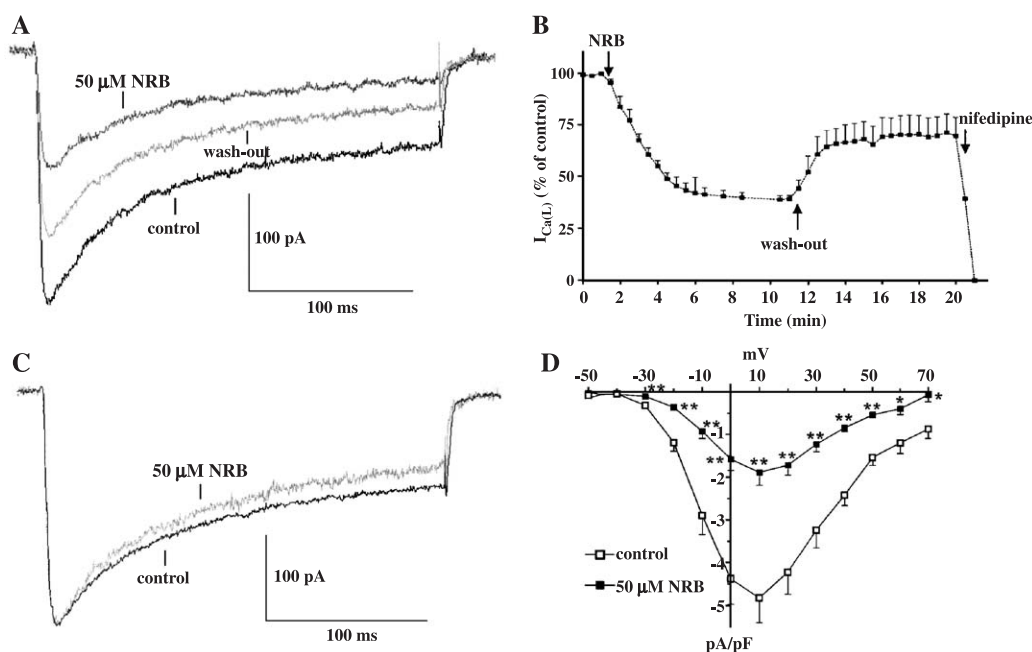 A
50 μM NRB
wash-out
control
100 pA
100 ms
B
NRB
nifedipine
wash-out
I Ca(L) (% of control)
100
75
50
25
0
0 2 4 6 8 10 12 14 16 18 20
Time (min)
C
50 μM NRB
control
100 pA
100 ms
D
mV
-50 -30 -10 10 30 50 70
** ** ** ** ** ** ** ** ** * *
-1
-2
-3
-4
-5
control
50 μM NRB
pA/pF